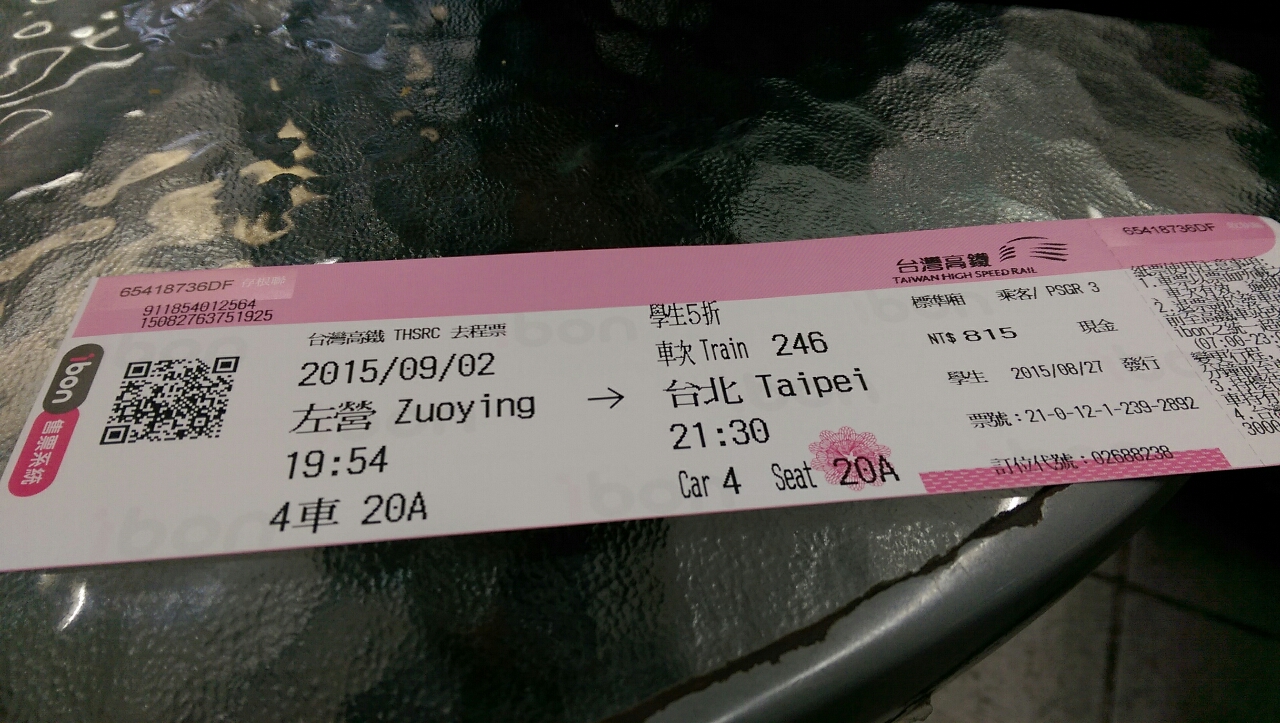 65418736DF 存根聯
911854012564
15082763751925
ibon
售票系統
台灣高鐵 THSRC 去程票
2015/09/02
左營 Zuoying
19:54
4車 20A
→
學生5折
車次 Train 246
台北 Taipei
21:30
Car 4 Seat 20A
台灣高鐵
TAIWAN HIGH SPEED RAIL
標準廂 乘客/ PSGR 3
NT$ 815 現金
學生 2015/08/27 發行
票號:21-0-12-1-239-2892
訂位代號:02688238
65418736DF